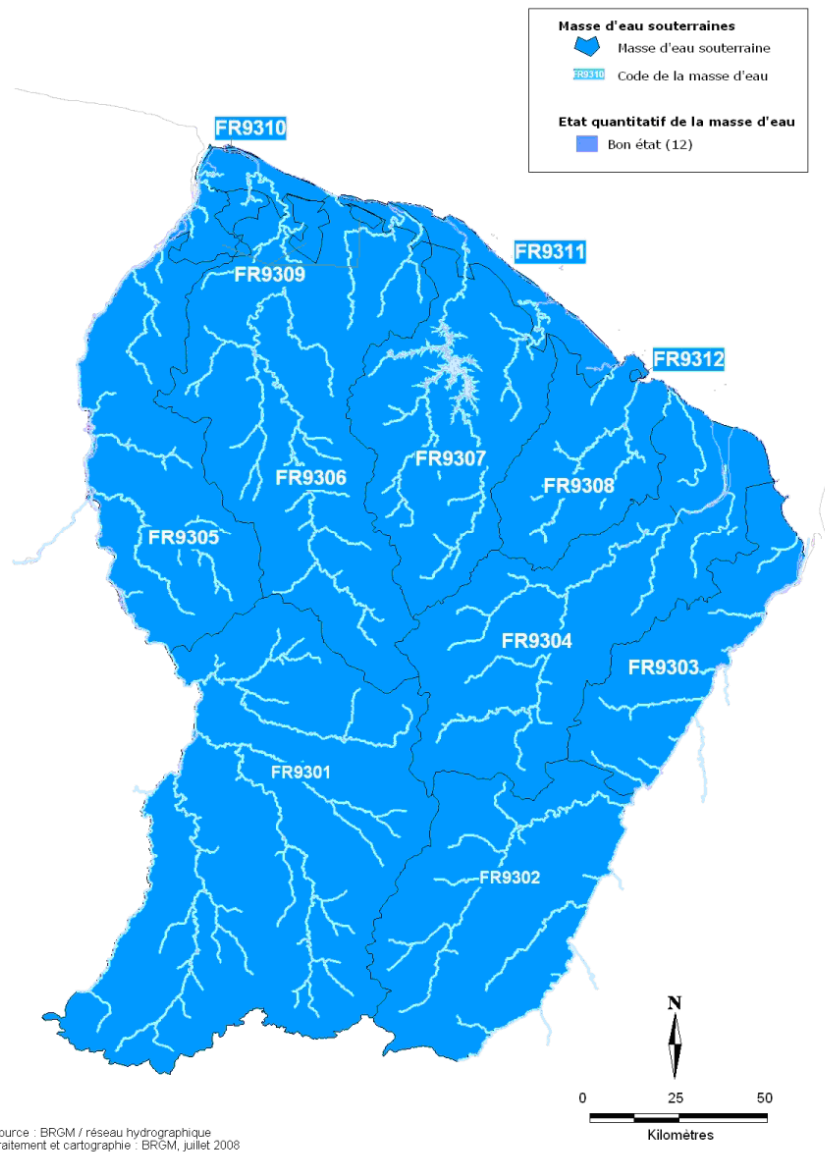 Masse d'eau souterraines
Masse d'eau souterraine
FR9310 Code de la masse d'eau
Etat quantitatif de la masse d'eau
Bon état (12)
FR9310
FR9311
FR9309
FR9312
FR9307
FR9306
FR9308
FR9305
FR9304
FR9303
FR9301
FR9302
N
0 25 50
Kilomètres
ource : BRGM / réseau hydrographique
raitement et cartographie : BRGM, juillet 2008